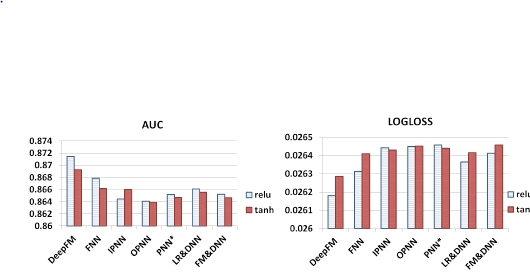 AUC
0.874
0.872
0.87
0.868
0.866
0.864
0.862
0.86
DeepFM
FNN
IPNN
OPNN
PNN*
LR&DNN
FM&DNN
relu
tanh
LOGLOSS
0.0265
0.0264
0.0263
0.0262
0.0261
0.026
DeepFM
FNN
IPNN
OPNN
PNN*
LR&DNN
FM&DNN
relu
tanh